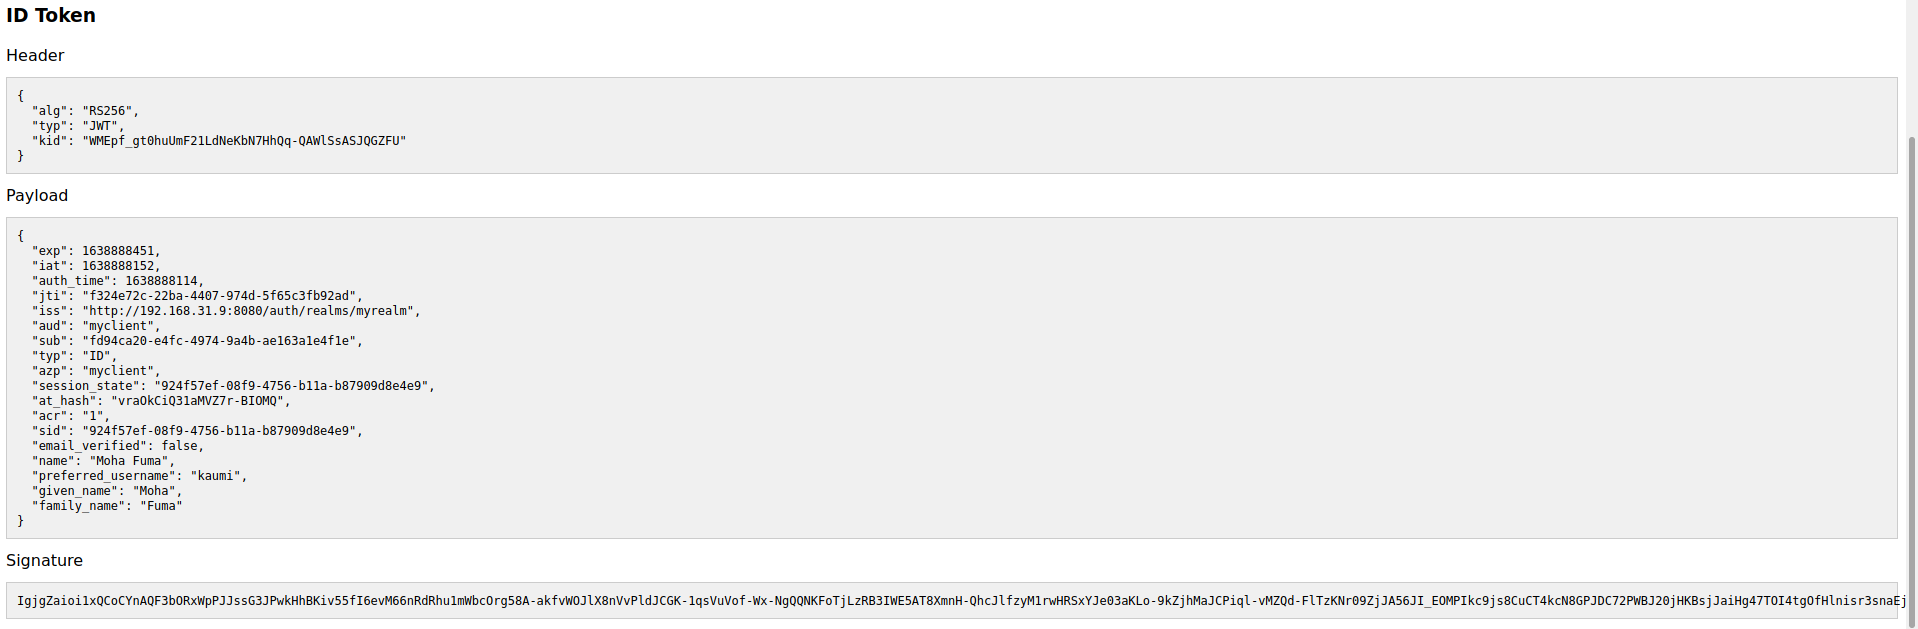 ID Token
Header
{
  "alg": "RS256",
  "typ": "JWT",
  "kid": "WMEpf_gt0huUmF21LdNeKbN7HhQq-QAWlSsASJQGZFU"
}
Payload
{
  "exp": 1638888451,
  "iat": 1638888152,
  "auth_time": 1638888114,
  "jti": "f324e72c-22ba-4407-974d-5f65c3fb92ad",
  "iss": "http://192.168.31.9:8080/auth/realms/myrealm",
  "aud": "myclient",
  "sub": "fd94ca20-e4fc-4974-9a4b-ae163a1e4f1e",
  "typ": "ID",
  "azp": "myclient",
  "session_state": "924f57ef-08f9-4756-b11a-b87909d8e4e9",
  "at_hash": "vraOkCiQ31aMVZ7r-BIOMQ",
  "acr": "1",
  "sid": "924f57ef-08f9-4756-b11a-b87909d8e4e9",
  "email_verified": false,
  "name": "Moha Fuma",
  "preferred_username": "kaumi",
  "given_name": "Moha",
  "family_name": "Fuma"
}
Signature
IgjgZaioi1xQCoCYnAQF3bORxWpPJJssG3JPwkHhBKiv55fI6evM66nRdRhu1mWbcOrg58A-akfvWOJlX8nVvPldJCGK-1qsVuVof-Wx-NgQQNKFoTjLzRB3IWE5AT8XmnH-QhcJlfzyM1rwHRSxYJe03aKLo-9kZjhMaJCPiql-vMZQd-FlTzKNr09ZjJA56JI_EOMPIkc9js8CuCT4kcN8GPJDC72PWBJ20jHKBsjJaiHg47TOI4tgOfHlnisr3snaEj